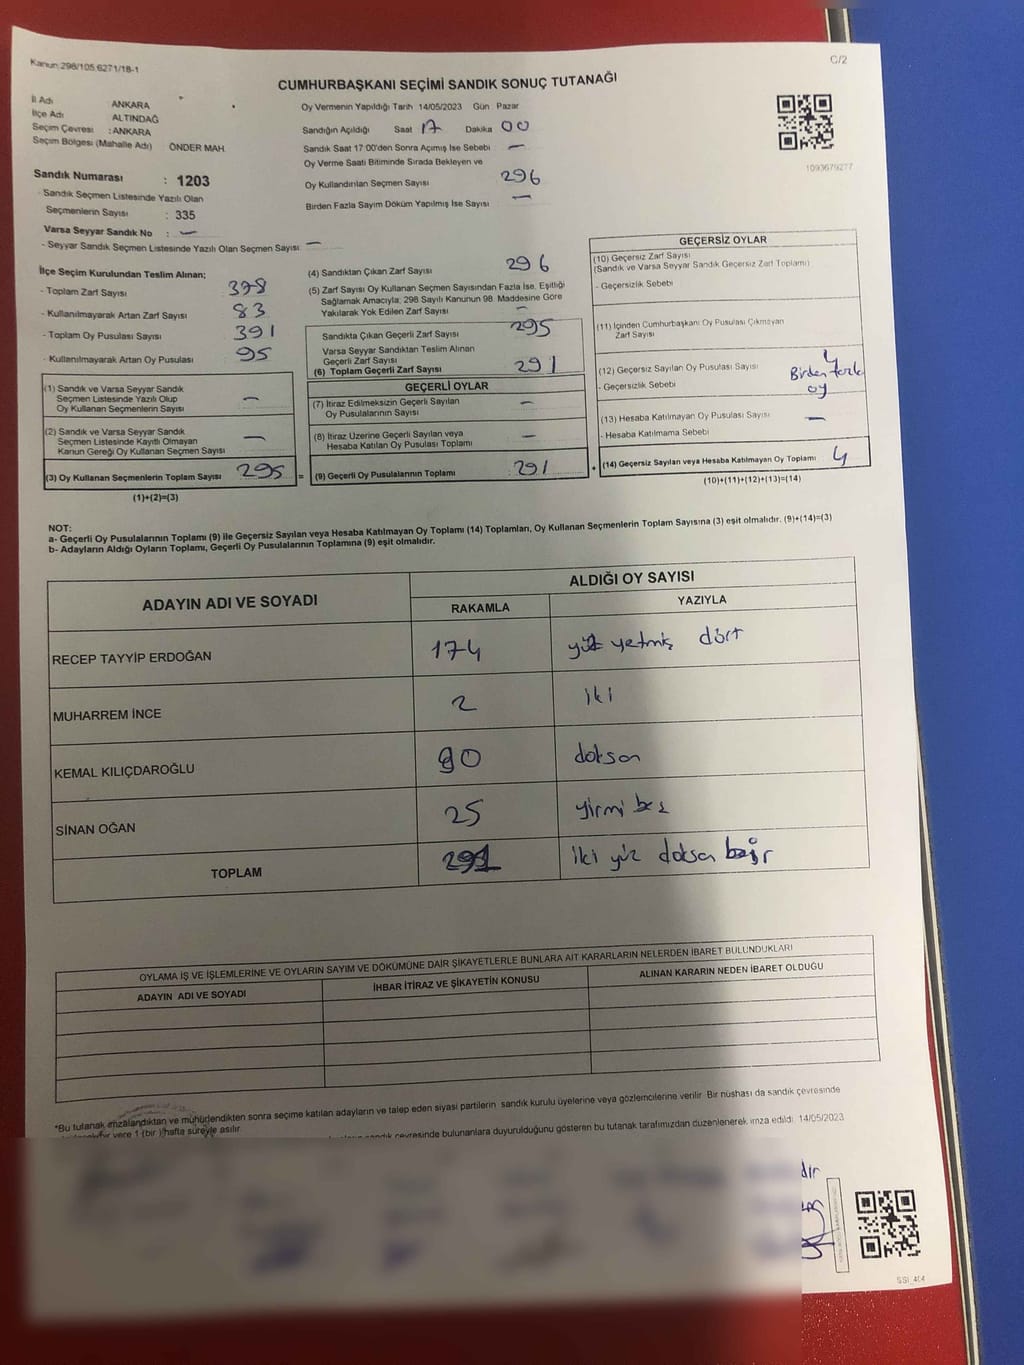 Kanun:298/105,6271/18-1
C/2
CUMHURBAŞKANI SEÇİMİ SANDIK SONUÇ TUTANAĞI
İl Adı ANKARA
İlçe Adı ALTINDAĞ
Seçim Çevresi : ANKARA
Seçim Bölgesi (Mahalle Adı) ÖNDER MAH.
Sandık Numarası : 1203
- Sandık Seçmen Listesinde Yazılı Olan
Seçmenlerin Sayısı : 335
Varsa Seyyar Sandık No : —
- Seyyar Sandık Seçmen Listesinde Yazılı Olan Seçmen Sayısı: —
Oy Vermenin Yapıldığı Tarih 14/05/2023 Gün Pazar
Sandığın Açıldığı Saat 17 Dakika 00
Sandık Saat 17:00'den Sonra Açımış İse Sebebi —
Oy Verme Saati Bitiminde Sırada Bekleyen ve
Oy Kullandırılan Seçmen Sayısı 296
Birden Fazla Sayım Döküm Yapılmış İse Sayısı —
1093679277
İlçe Seçim Kurulundan Teslim Alınan;
- Toplam Zarf Sayısı 378
- Kullanılmayarak Artan Zarf Sayısı 83
- Toplam Oy Pusulası Sayısı 391
- Kullanılmayarak Artan Oy Pusulası 95
(1) Sandık ve Varsa Seyyar Sandık
Seçmen Listesinde Yazılı Olup
Oy Kullanan Seçmenlerin Sayısı —
(2) Sandık ve Varsa Seyyar Sandık
Seçmen Listesinde Kayıtlı Olmayan
Kanun Gereği Oy Kullanan Seçmen Sayısı —
(3) Oy Kullanan Seçmenlerin Toplam Sayısı 295 =
(1)+(2)=(3)
(4) Sandıktan Çıkan Zarf Sayısı 296
(5) Zarf Sayısı Oy Kullanan Seçmen Sayısından Fazla İse, Eşitliği
Sağlamak Amacıyla; 298 Sayılı Kanunun 98. Maddesine Göre
Yakılarak Yok Edilen Zarf Sayısı —
Sandıkta Çıkan Geçerli Zarf Sayısı 295
Varsa Seyyar Sandıktan Teslim Alınan
Geçerli Zarf Sayısı
(6) Toplam Geçerli Zarf Sayısı 291
GEÇERLİ OYLAR
(7) İtiraz Edilmeksizin Geçerli Sayılan
Oy Pusulalarının Sayısı —
(8) İtiraz Üzerine Geçerli Sayılan veya
Hesaba Katılan Oy Pusulası Toplamı —
(9) Geçerli Oy Pusulalarının Toplamı 291 +
GEÇERSİZ OYLAR
(10) Geçersiz Zarf Sayısı
(Sandık ve Varsa Seyyar Sandık Geçersiz Zarf Toplamı)
- Geçersizlik Sebebi
(11) İçinden Cumhurbaşkanı Oy Pusulası Çıkmayan
Zarf Sayısı
(12) Geçersiz Sayılan Oy Pusulası Sayısı 4
- Geçersizlik Sebebi Birden fazla
oy
(13) Hesaba Katılmayan Oy Pusulası Sayısı —
- Hesaba Katılmama Sebebi
(14) Geçersiz Sayılan veya Hesaba Katılmayan Oy Toplamı 4
(10)+(11)+(12)+(13)=(14)
NOT:
a- Geçerli Oy Pusulalarının Toplamı (9) ile Geçersiz Sayılan veya Hesaba Katılmayan Oy Toplamı (14) Toplamları, Oy Kullanan Seçmenlerin Toplam Sayısına (3) eşit olmalıdır. (9)+(14)=(3)
b- Adayların Aldığı Oyların Toplamı, Geçerli Oy Pusulalarının Toplamına (9) eşit olmalıdır.
ADAYIN ADI VE SOYADI ALDIĞI OY SAYISI
RAKAMLA YAZIYLA
RECEP TAYYİP ERDOĞAN 174 yüz yetmiş dört
MUHARREM İNCE 2 iki
KEMAL KILIÇDAROĞLU 90 doksan
SİNAN OĞAN 25 yirmi beş
TOPLAM 291 iki yüz doksan bir
OYLAMA İŞ VE İŞLEMLERİNE VE OYLARIN SAYIM VE DÖKÜMÜNE DAİR ŞİKAYETLERLE BUNLARA AİT KARARLARIN NELERDEN İBARET BULUNDUKLARI
ADAYIN ADI VE SOYADI İHBAR İTİRAZ VE ŞİKAYETİN KONUSU ALINAN KARARIN NEDEN İBARET OLDUĞU
*Bu tutanak imzalandıktan ve mühürlendikten sonra seçime katılan adayların ve talep eden siyasi partilerin sandık kurulu üyelerine veya gözlemcilerine verilir. Bir nüshası da sandık çevresinde
yere 1 (bir) hafta süreyle asılır.
sandık çevresinde bulunanlara duyurulduğunu gösteren bu tutanak tarafımızdan düzenlenerek imza edildi. 14/05/2023